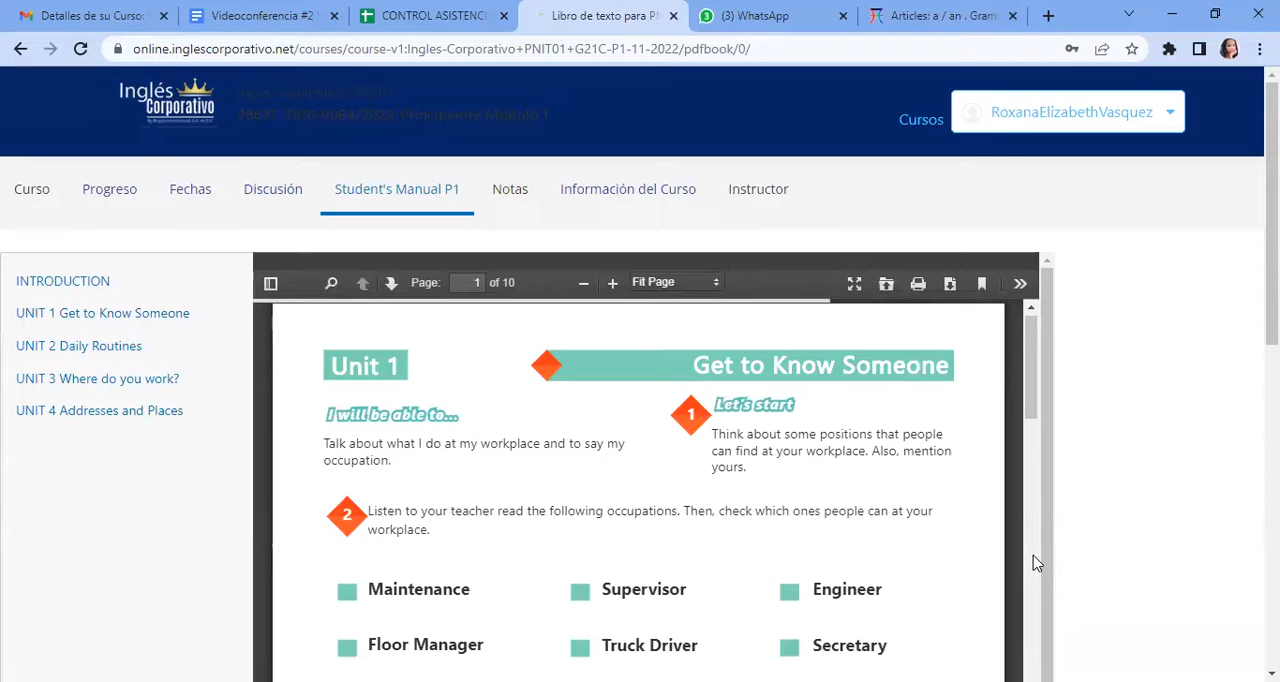 Detalles de su Curso:
Videoconferencia #2
CONTROL ASISTENC
Libro de texto para PN
(3) WhatsApp
Articles: a / an . Gram
online.inglescorporativo.net/courses/course-v1:Ingles-Corporativo+PNIT01+G21C-P1-11-2022/pdfbook/0/
Inglés
Corporativo
Principiante Modulo 1
Cursos
RoxanaElizabethVasquez
Curso
Progreso
Fechas
Discusión
Student's Manual P1
Notas
Información del Curso
Instructor
INTRODUCTION
UNIT 1 Get to Know Someone
UNIT 2 Daily Routines
UNIT 3 Where do you work?
UNIT 4 Addresses and Places
Page: 1 of 10
Fit Page
Unit 1
Get to Know Someone
I will be able to...
Talk about what I do at my workplace and to say my
occupation.
1
Let's start
Think about some positions that people
can find at your workplace. Also, mention
yours.
2
Listen to your teacher read the following occupations. Then, check which ones people can at your
workplace.
Maintenance
Supervisor
Engineer
Floor Manager
Truck Driver
Secretary